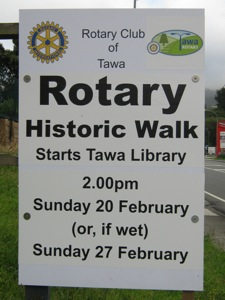 Rotary Club
of
Tawa
Tawa
Rotary
Historic Walk
Starts Tawa Library
2.00pm
Sunday 20 February
(or, if wet)
Sunday 27 February